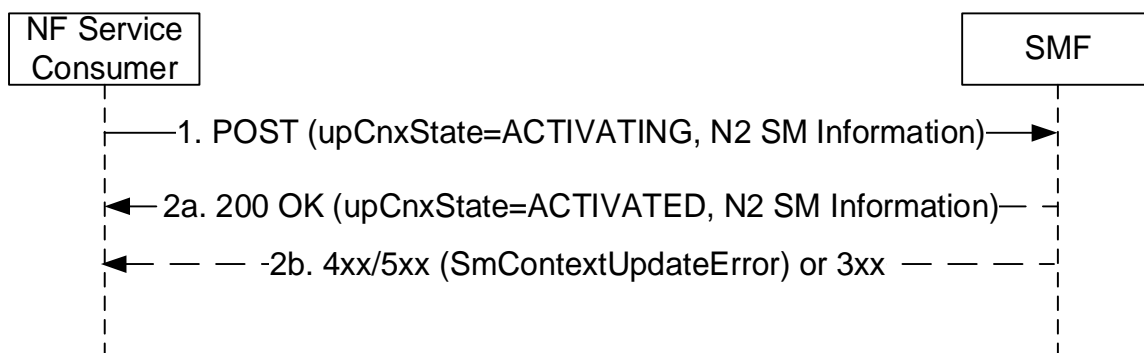 NF Service
Consumer
SMF
1. POST (upCnxState=ACTIVATING, N2 SM Information)
2a. 200 OK (upCnxState=ACTIVATED, N2 SM Information)
2b. 4xx/5xx (SmContextUpdateError) or 3xx